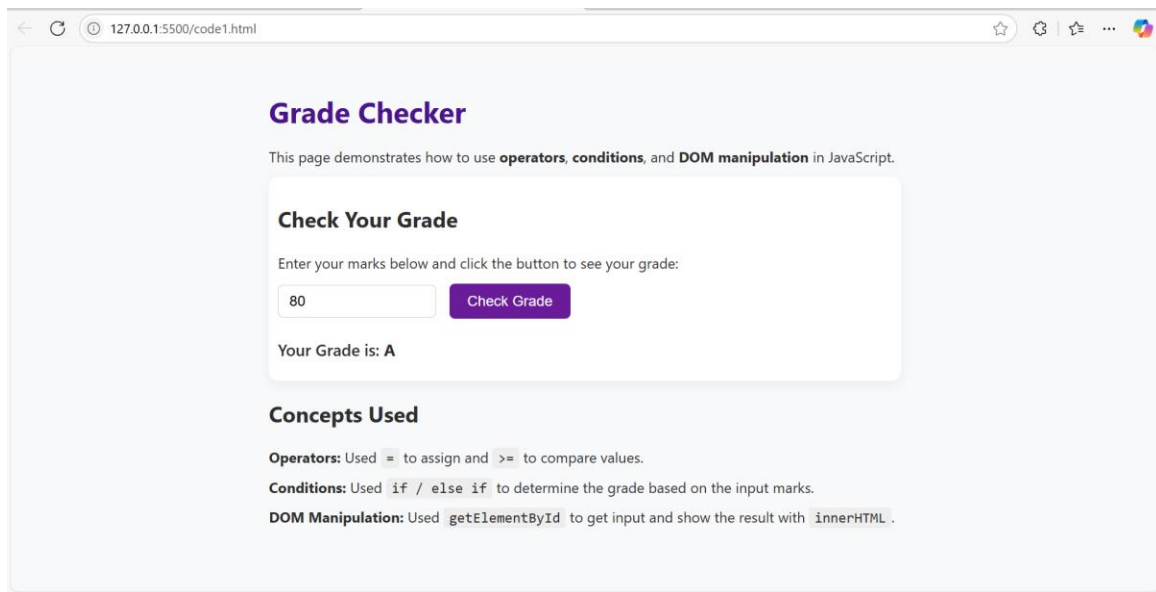 127.0.0.1:5500/code1.html
Grade Checker
This page demonstrates how to use operators, conditions, and DOM manipulation in JavaScript.
Check Your Grade
Enter your marks below and click the button to see your grade:
80
Check Grade
Your Grade is: A
Concepts Used
Operators: Used = to assign and >= to compare values.
Conditions: Used if / else if to determine the grade based on the input marks.
DOM Manipulation: Used getElementById to get input and show the result with innerHTML .